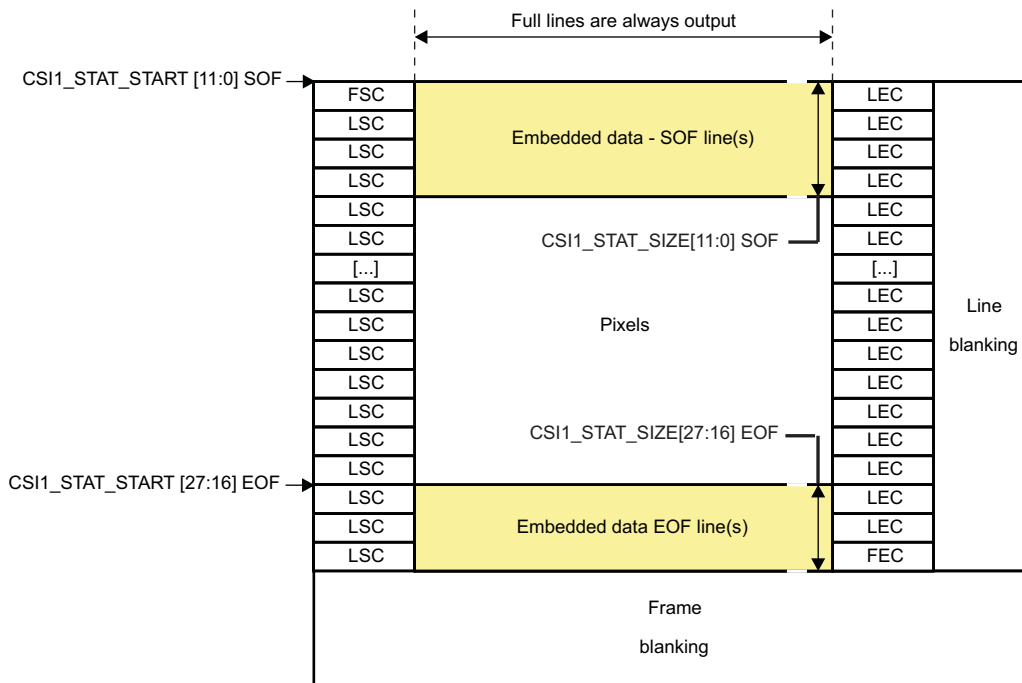 Full lines are always output
CSI1_STAT_START [11:0] SOF
FSC LEC
LSC LEC
Embedded data - SOF line(s)
LSC LEC
LSC LEC
LSC LEC
LSC CSI1_STAT_SIZE[11:0] SOF LEC
[...] [...]
LSC LEC
Line
LSC Pixels LEC
LSC LEC
blanking
LSC LEC
LSC LEC
LSC CSI1_STAT_SIZE[27:16] EOF LEC
LSC LEC
CSI1_STAT_START [27:16] EOF
LSC LEC
LSC Embedded data EOF line(s) LEC
LSC FEC
Frame
blanking